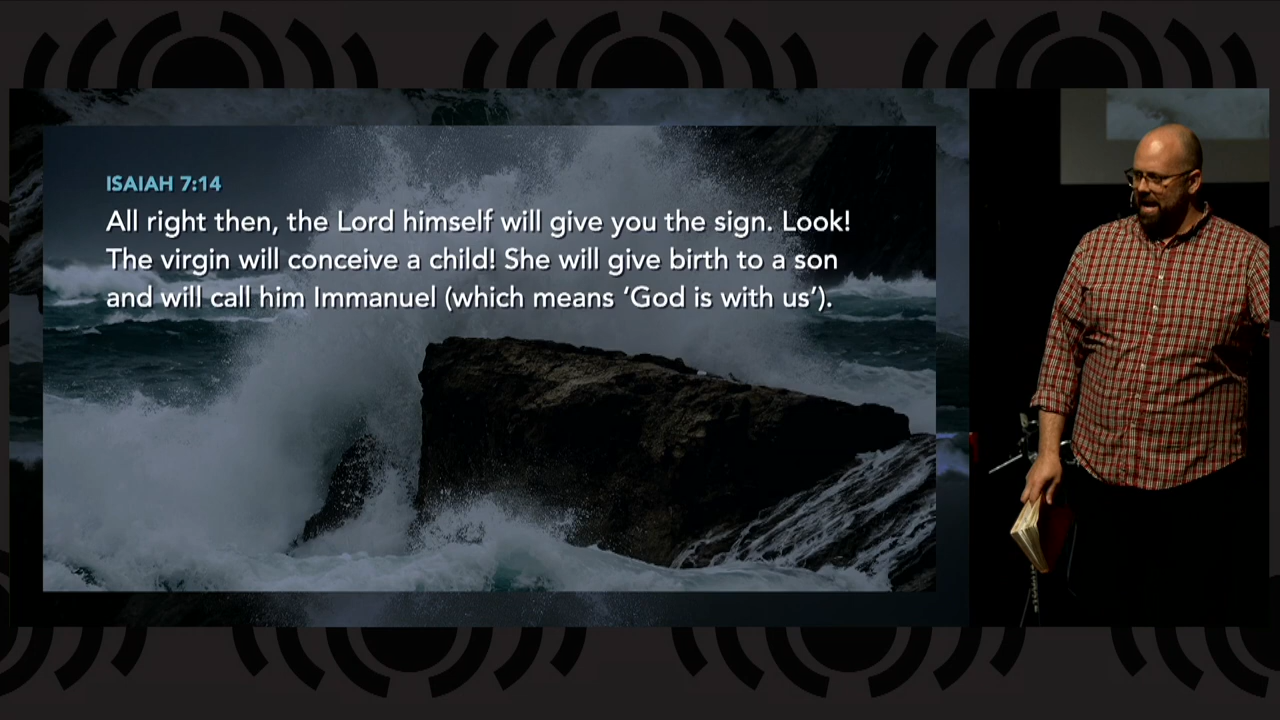 ISAIAH 7:14
All right then, the Lord himself will give you the sign. Look!
The virgin will conceive a child! She will give birth to a son
and will call him Immanuel (which means ‘God is with us’).